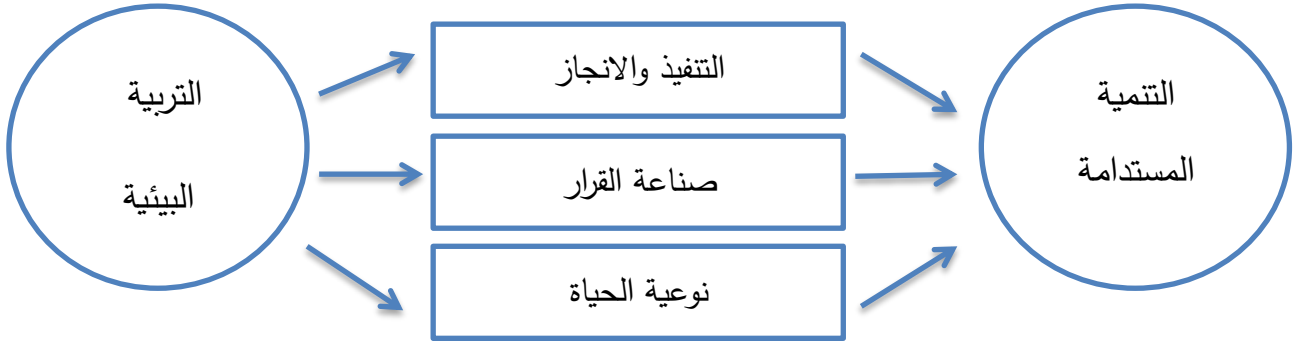 التربية
البيئية
التنفيذ والانجاز
صناعة القرار
نوعية الحياة
التنمية
المستدامة